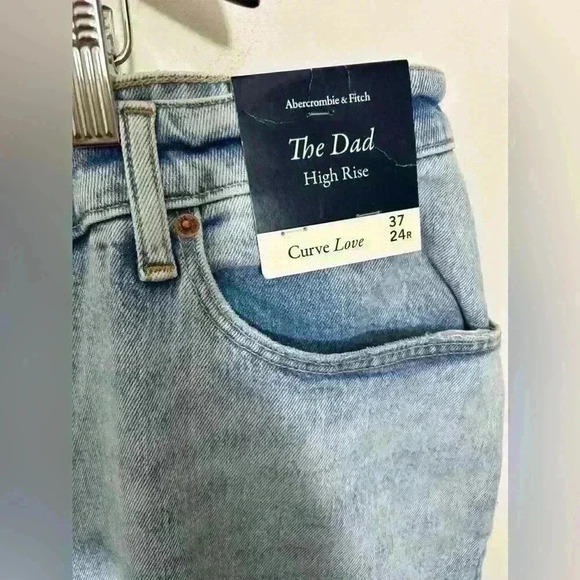 Abercrombie & Fitch
The Dad
High Rise
Curve Love
37
24R